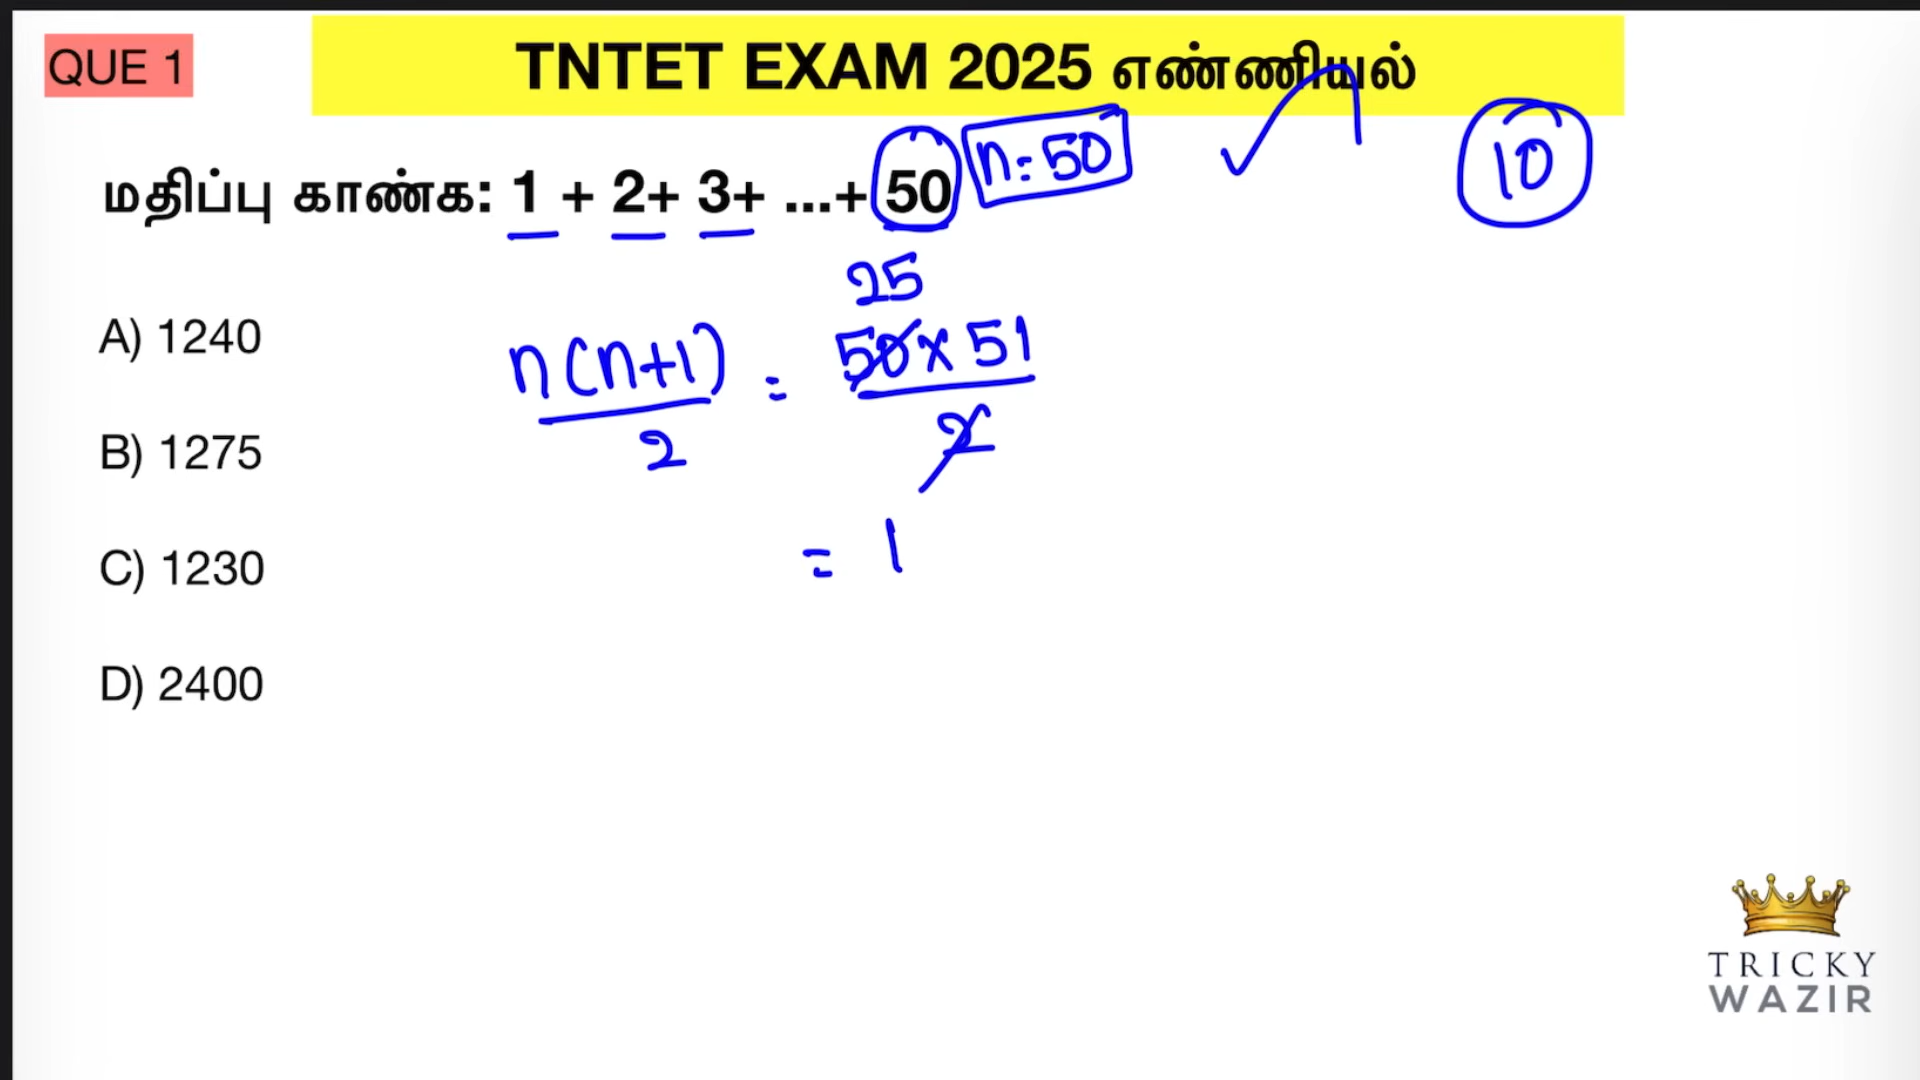 QUE 1
TNTET EXAM 2025 எண்ணியல்
மதிப்பு காண்க: 1 + 2+ 3+ ...+ 50
n = 50
10
A) 1240
B) 1275
C) 1230
D) 2400
25
n(n+1) = 50 x 51
2 2
= 1
TRICKY
WAZIR